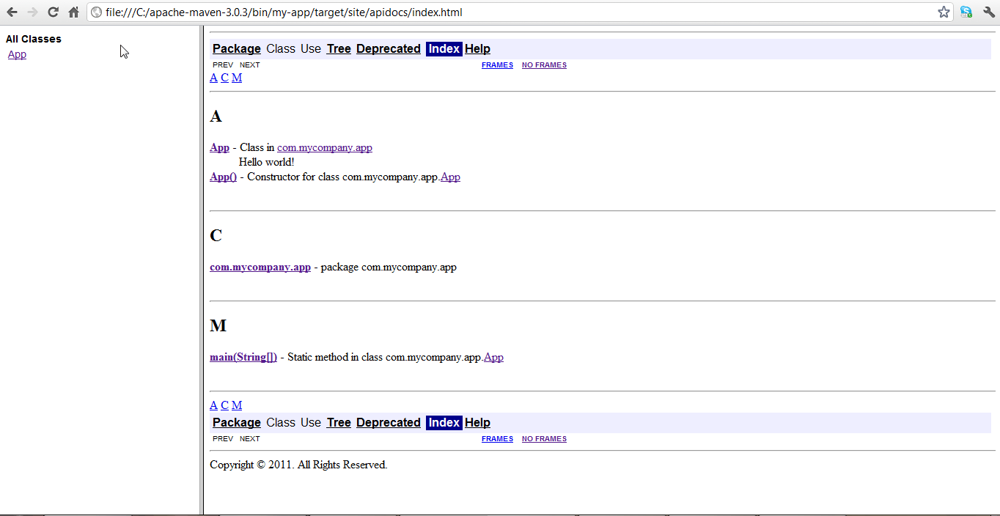 file:///C:/apache-maven-3.0.3/bin/my-app/target/site/apidocs/index.html
All Classes
App
Package Class Use Tree Deprecated Index Help
PREV NEXT FRAMES NO FRAMES
A C M
A
App - Class in com.mycompany.app
Hello world!
App() - Constructor for class com.mycompany.app.App
C
com.mycompany.app - package com.mycompany.app
M
main(String[]) - Static method in class com.mycompany.app.App
A C M
Package Class Use Tree Deprecated Index Help
PREV NEXT FRAMES NO FRAMES
Copyright © 2011. All Rights Reserved.